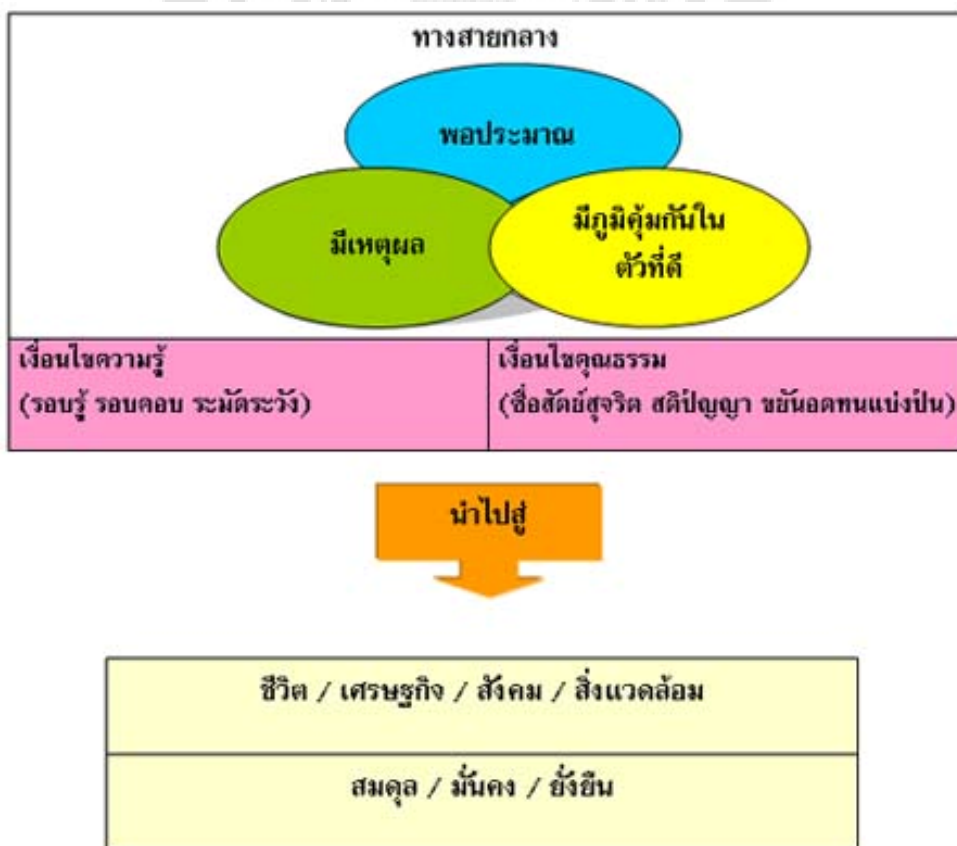 ทางสายกลาง
พอประมาณ
มีเหตุผล
มีภูมิคุ้มกันใน
ตัวที่ดี
เงื่อนไขความรู้
(รอบรู้ รอบคอบ ระมัดระวัง)
เงื่อนไขคุณธรรม
(ซื่อสัตย์สุจริต สติปัญญา ขยันอดทนแบ่งปัน)
นำไปสู่
ชีวิต / เศรษฐกิจ / สังคม / สิ่งแวดล้อม
สมดุล / มั่นคง / ยั่งยืน